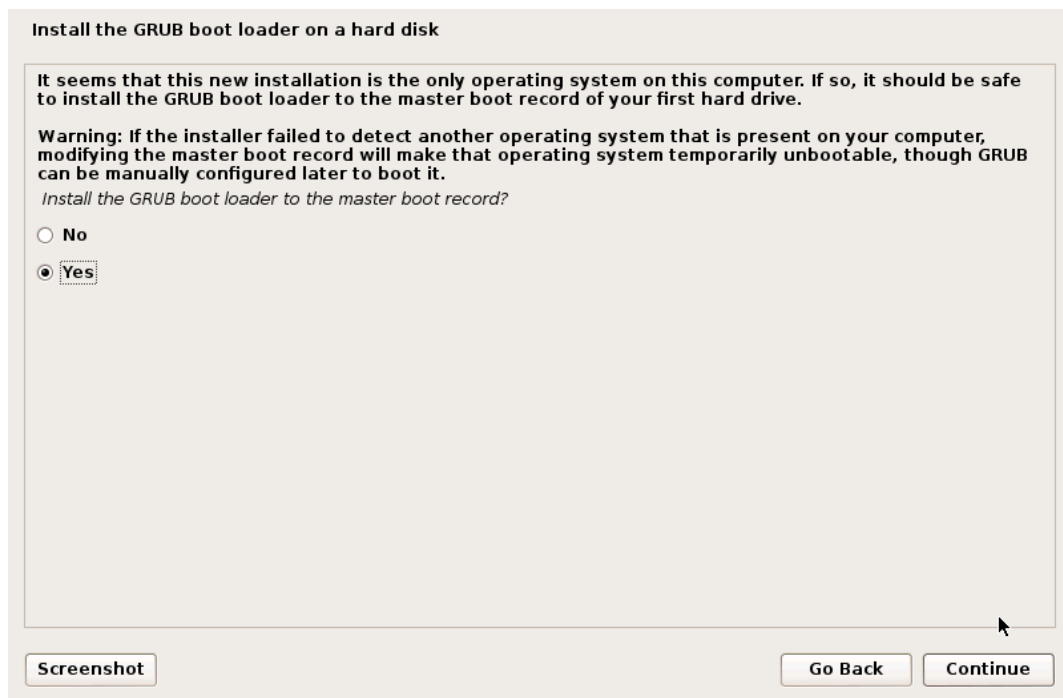 Install the GRUB boot loader on a hard disk
It seems that this new installation is the only operating system on this computer. If so, it should be safe
to install the GRUB boot loader to the master boot record of your first hard drive.
Warning: If the installer failed to detect another operating system that is present on your computer,
modifying the master boot record will make that operating system temporarily unbootable, though GRUB
can be manually configured later to boot it.
Install the GRUB boot loader to the master boot record?
No
Yes
Screenshot
Go Back
Continue